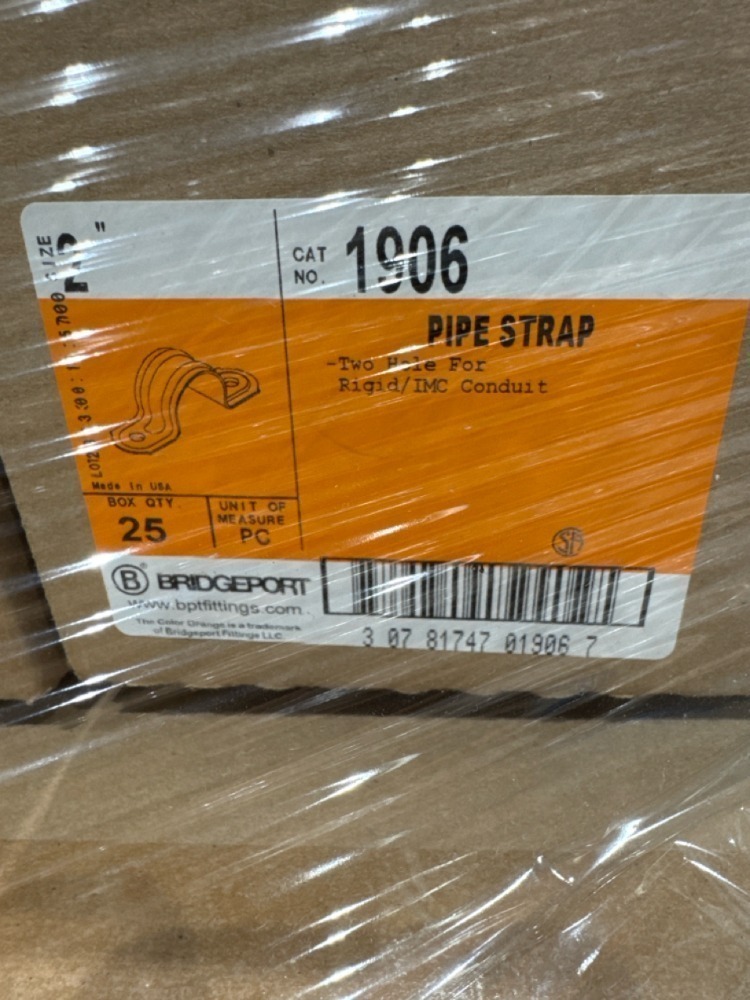 SIZE
2"
CAT NO. 1906
PIPE STRAP
-Two Hole For
Rigid/IMC Conduit
Made In USA
BOX QTY.
25
UNIT OF
MEASURE
PC
B® BRIDGEPORT
www.bptfittings.com
The Color Orange is a trademark
of Bridgeport Fittings LLC
3 07 81747 01906 7